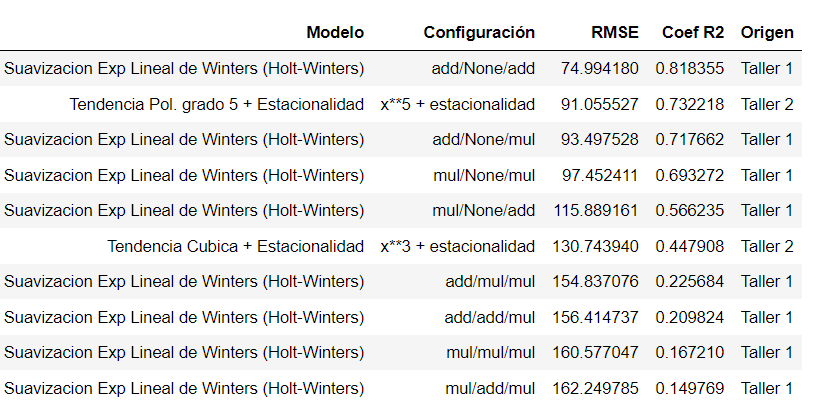 Modelo Configuración RMSE Coef R2 Origen
Suavizacion Exp Lineal de Winters (Holt-Winters) add/None/add 74.994180 0.818355 Taller 1
Tendencia Pol. grado 5 + Estacionalidad x**5 + estacionalidad 91.055527 0.732218 Taller 2
Suavizacion Exp Lineal de Winters (Holt-Winters) add/None/mul 93.497528 0.717662 Taller 1
Suavizacion Exp Lineal de Winters (Holt-Winters) mul/None/mul 97.452411 0.693272 Taller 1
Suavizacion Exp Lineal de Winters (Holt-Winters) mul/None/add 115.889161 0.566235 Taller 1
Tendencia Cubica + Estacionalidad x**3 + estacionalidad 130.743940 0.447908 Taller 2
Suavizacion Exp Lineal de Winters (Holt-Winters) add/mul/mul 154.837076 0.225684 Taller 1
Suavizacion Exp Lineal de Winters (Holt-Winters) add/add/mul 156.414737 0.209824 Taller 1
Suavizacion Exp Lineal de Winters (Holt-Winters) mul/mul/mul 160.577047 0.167210 Taller 1
Suavizacion Exp Lineal de Winters (Holt-Winters) mul/add/mul 162.249785 0.149769 Taller 1